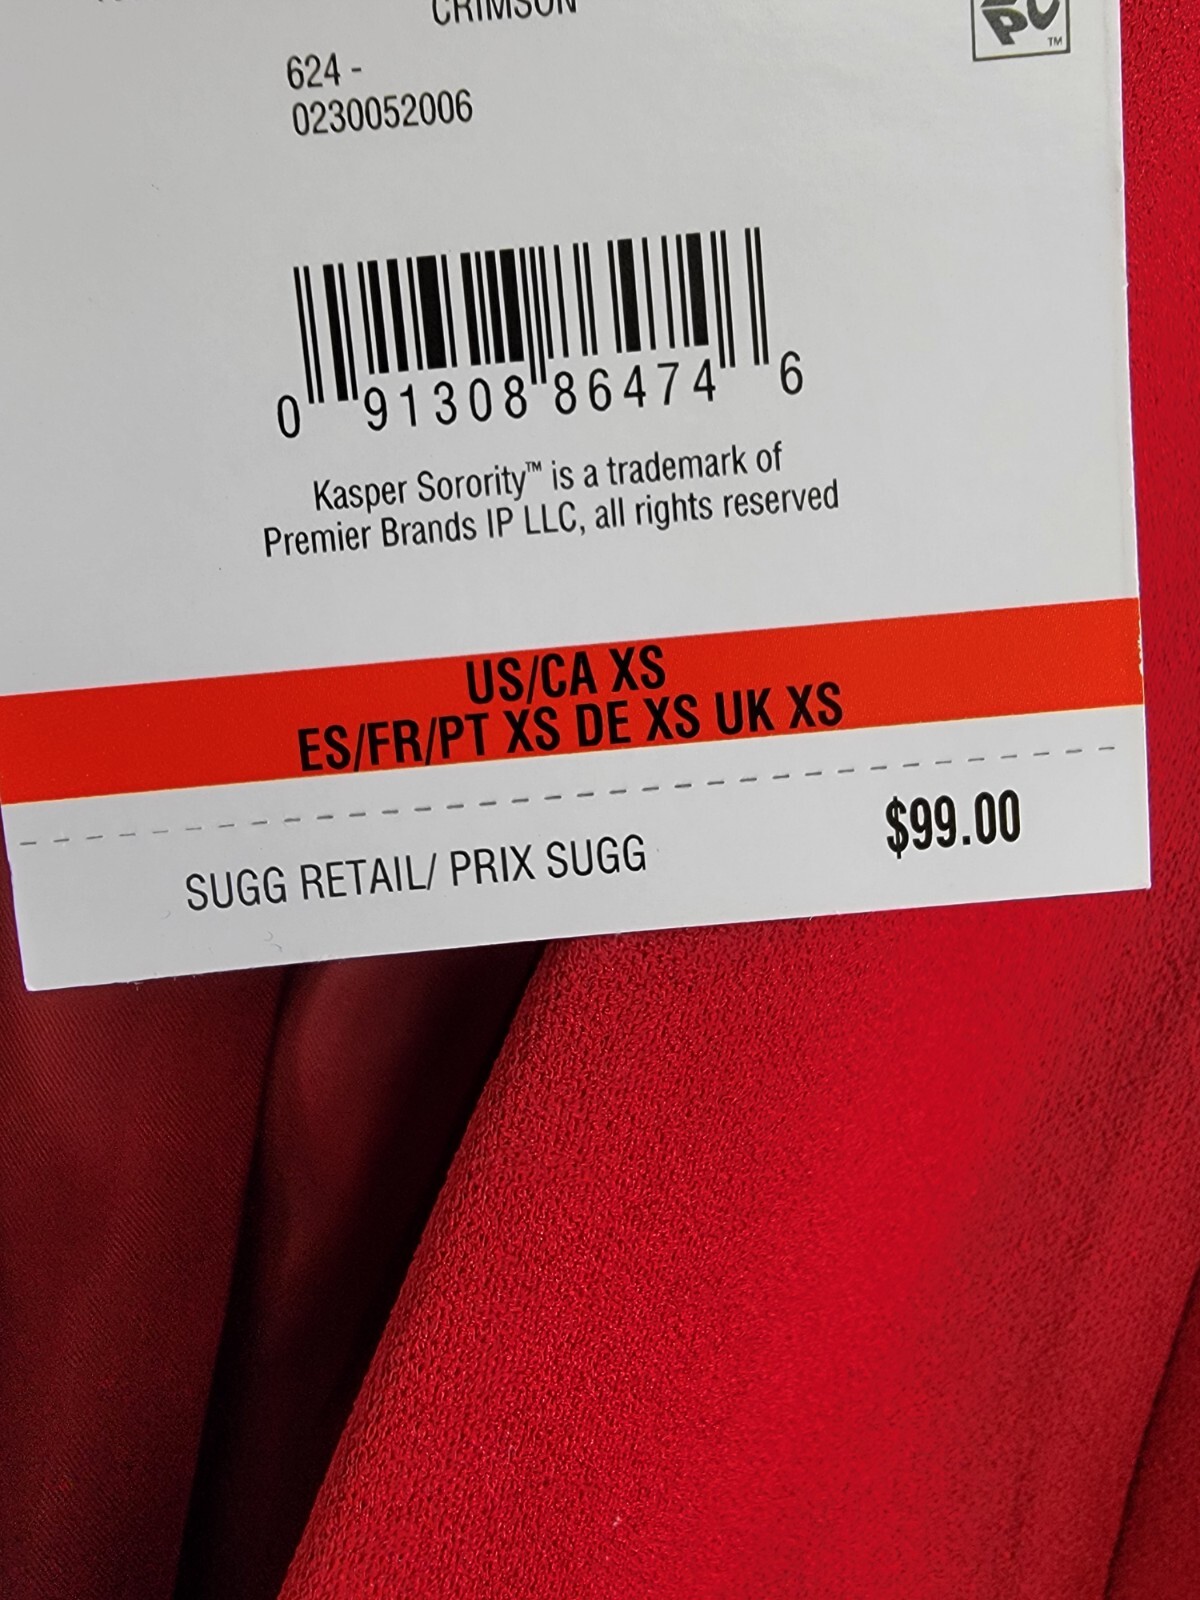 CRIMSON
624 -
0230052006
0 91308 86474 6
Kasper Sorority™ is a trademark of
Premier Brands IP LLC, all rights reserved
US/CA XS
ES/FR/PT XS DE XS UK XS
SUGG RETAIL/ PRIX SUGG $99.00